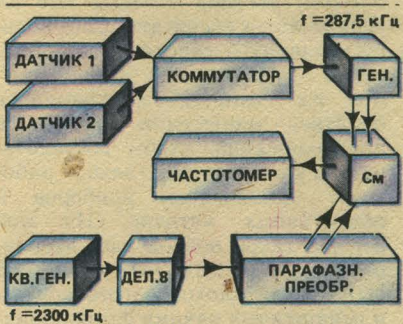 f = 287,5 кГц
ДАТЧИК 1
КОММУТАТОР
ГЕН.
ДАТЧИК 2
ЧАСТОТОМЕР
См
КВ.ГЕН.
ДЕЛ.8
ПАРАФАЗН.
ПРЕОБР.
f = 2300 кГц